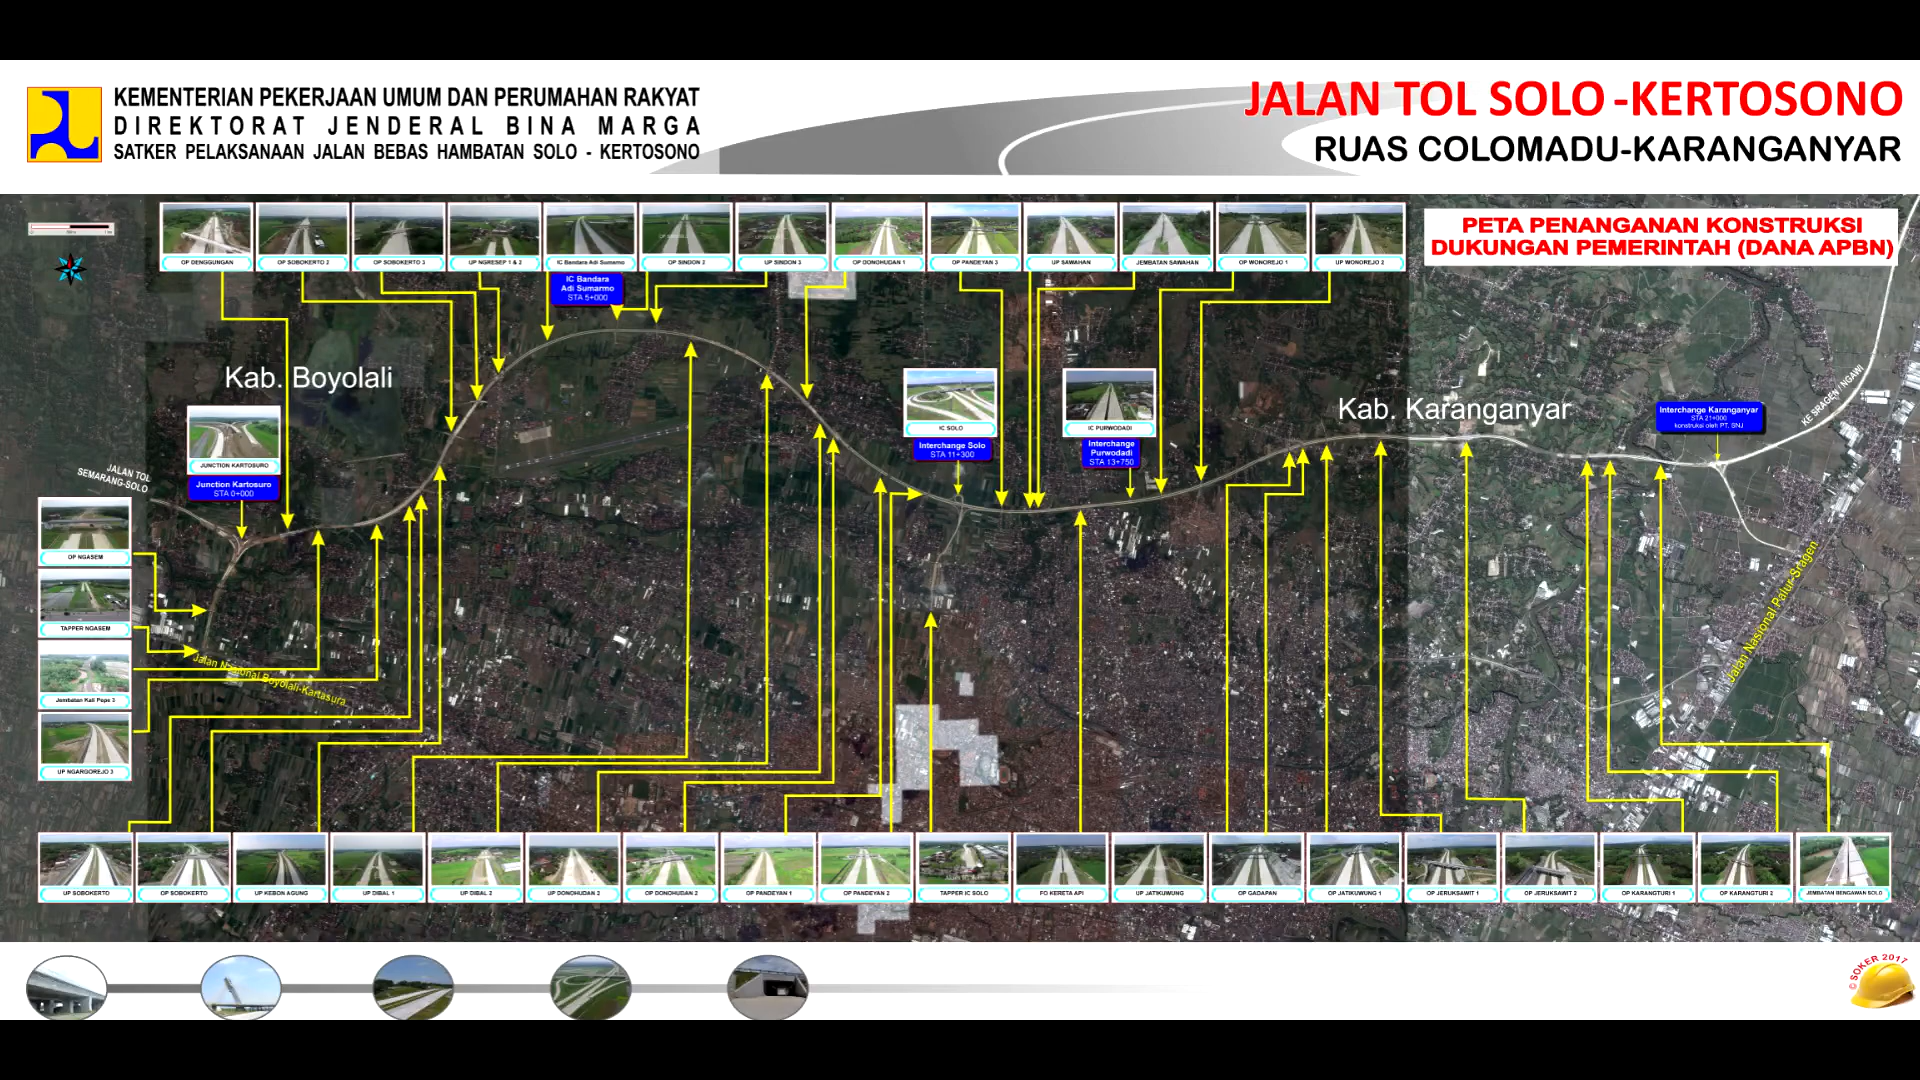 KEMENTERIAN PEKERJAAN UMUM DAN PERUMAHAN RAKYAT
DIREKTORAT JENDERAL BINA MARGA
SATKER PELAKSANAAN JALAN BEBAS HAMBATAN SOLO - KERTOSONO
JALAN TOL SOLO -KERTOSONO
RUAS COLOMADU-KARANGANYAR
PETA PENANGANAN KONSTRUKSI
DUKUNGAN PEMERINTAH (DANA APBN)
OP DENGGUNGAN
OP SOBOKERTO 2
OP SOBOKERTO 3
UP NGRESEP 1 & 2
IC Bandara Adi Sumarmo
OP SINDON 2
UP SINDON 3
OP DONOHUDAN 1
OP PANDEYAN 3
UP SAWAHAN
JEMBATAN SAWAHAN
OP WONOREJO 1
UP WONOREJO 2
IC Bandara
Adi Sumarmo
STA 5+000
Kab. Boyolali
JUNCTION KARTOSURO
Junction Kartosuro
STA 0+000
IC SOLO
Interchange Solo
STA 11+300
IC PURWODADI
Interchange
Purwodadi
STA 13+750
Kab. Karanganyar
Interchange Karanganyar
STA 21+000
konstruksi oleh PT. SNJ
KE SRAGEN / NGAWI
JALAN TOL
SEMARANG-SOLO
Jalan Nasional Palur-Sragen
Jalan Nasional Boyolali-Kartasura
OP NGASEM
TAPPER NGASEM
Jembatan Kali Pepe 3
UP NGARGOREJO 3
UP SOBOKERTO
OP SOBOKERTO
UP KEBON AGUNG
UP DIBAL 1
UP DIBAL 2
UP DONOHUDAN 2
OP DONOHUDAN 2
OP PANDEYAN 1
OP PANDEYAN 2
TAPPER IC SOLO
FO KERETA API
UP JATIKUWUNG
OP GADAPAN
OP JATIKUWUNG 1
OP JERUKSAWIT 1
OP JERUKSAWIT 2
OP KARANGTURI 1
OP KARANGTURI 2
JEMBATAN BENGAWAN SOLO
© SOKER 2017